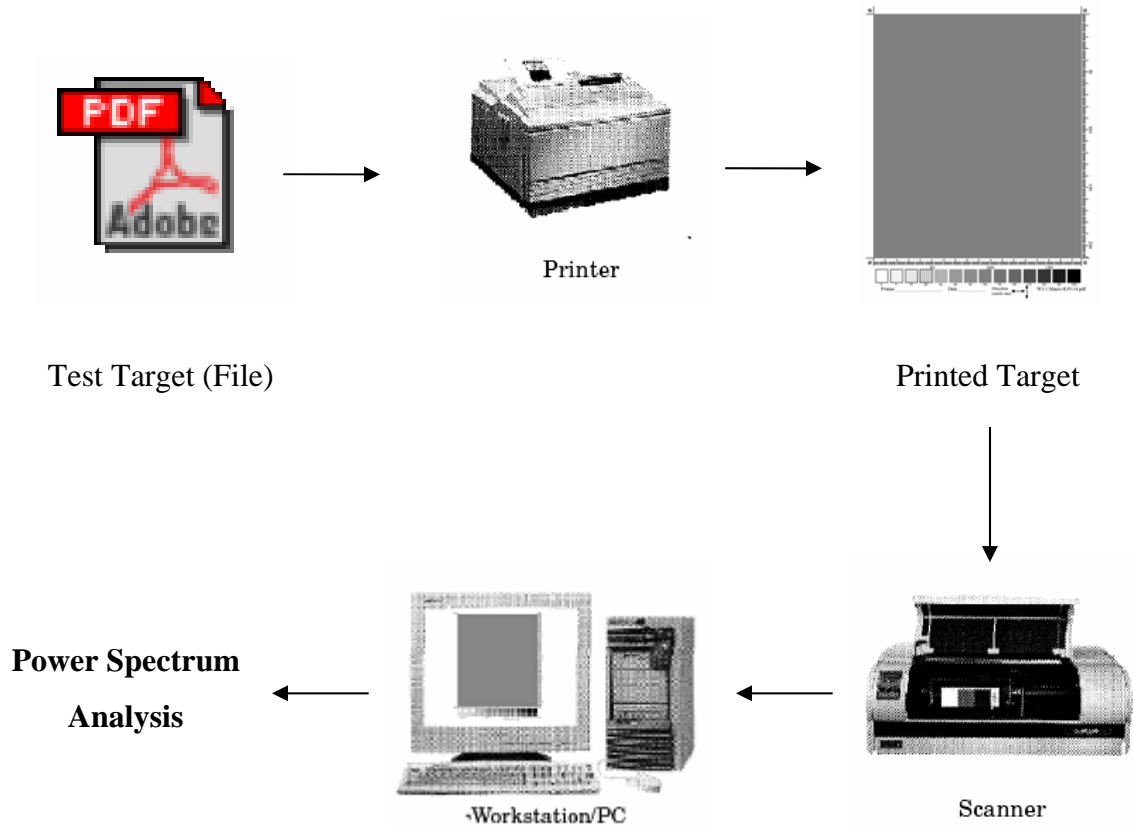 PDF
Adobe
Printer
Test Target (File)
Printed Target
Power Spectrum
Analysis
Workstation/PC
Scanner